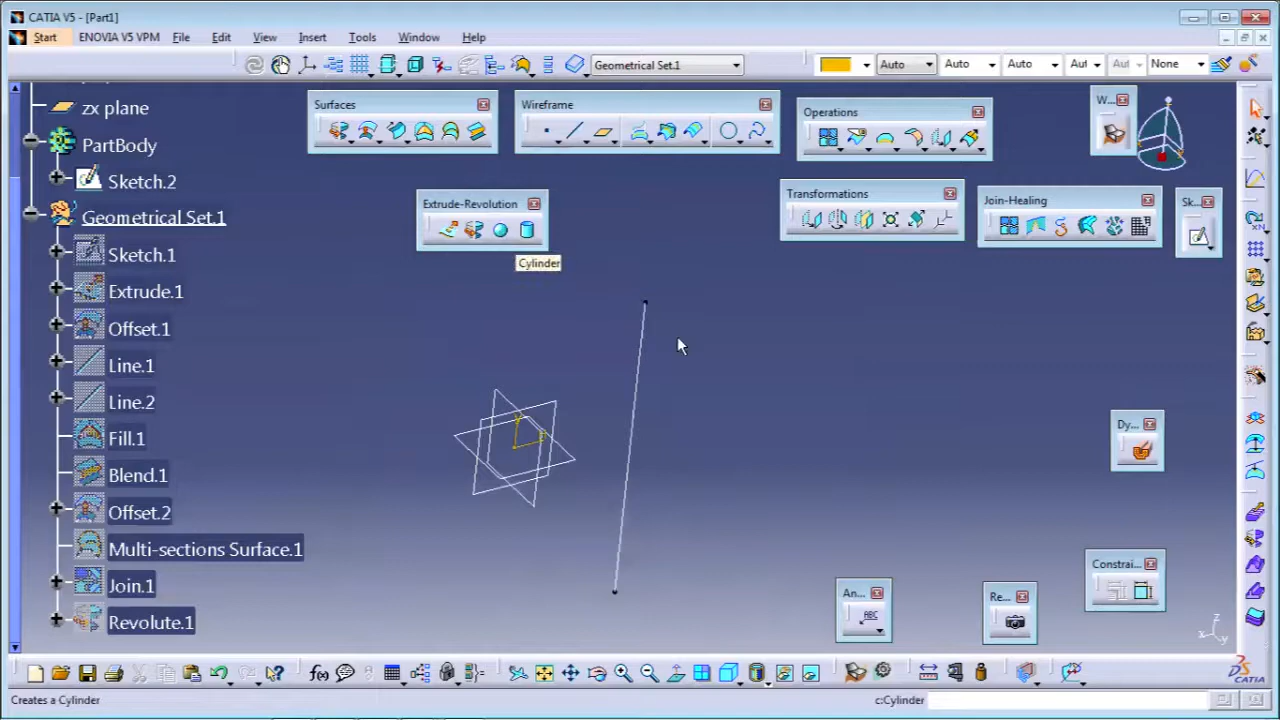 CATIA V5 - [Part1]
Start ENOVIA V5 VPM File Edit View Insert Tools Window Help
Geometrical Set.1 Auto Auto Auto Aut Aut None
Surfaces Wireframe Operations W...
Extrude-Revolution Transformations Join-Healing Sk...
Cylinder
zx plane
PartBody
Sketch.2
Geometrical Set.1
Sketch.1
Extrude.1
Offset.1
Line.1
Line.2
Fill.1
Blend.1
Offset.2
Multi-sections Surface.1
Join.1
Revolute.1
Dy...
Constrai...
An... Re...
ABC
z
x y
f(x)
CATIA
Creates a Cylinder c:Cylinder